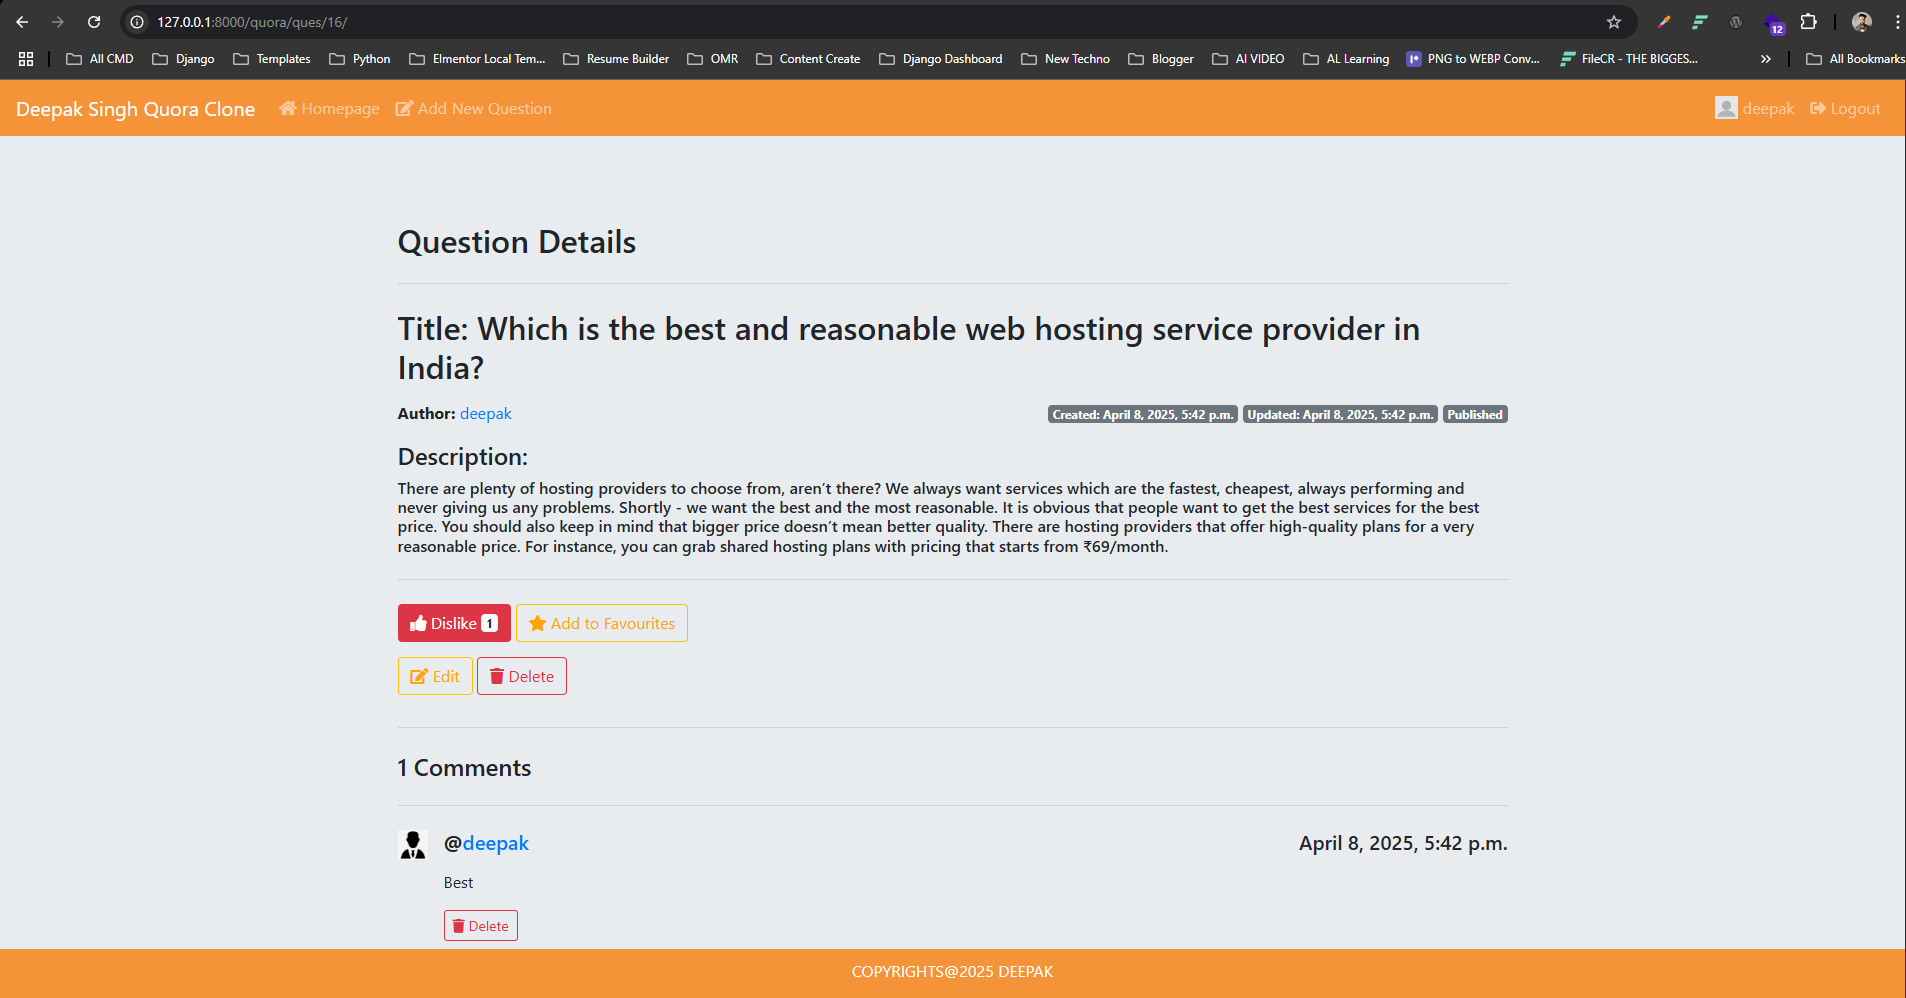 127.0.0.1:8000/quora/ques/16/
12
All CMD Django Templates Python Elmentor Local Tem... Resume Builder OMR Content Create Django Dashboard New Techno Blogger AI VIDEO AL Learning PNG to WEBP Conv... FileCR - THE BIGGES... » All Bookmarks
Deepak Singh Quora Clone Homepage Add New Question deepak Logout
Question Details
Title: Which is the best and reasonable web hosting service provider in
India?
Author: deepak Created: April 8, 2025, 5:42 p.m. Updated: April 8, 2025, 5:42 p.m. Published
Description:
There are plenty of hosting providers to choose from, aren’t there? We always want services which are the fastest, cheapest, always performing and
never giving us any problems. Shortly - we want the best and the most reasonable. It is obvious that people want to get the best services for the best
price. You should also keep in mind that bigger price doesn’t mean better quality. There are hosting providers that offer high-quality plans for a very
reasonable price. For instance, you can grab shared hosting plans with pricing that starts from ₹69/month.
Dislike 1 Add to Favourites
Edit Delete
1 Comments
@deepak April 8, 2025, 5:42 p.m.
Best
Delete
COPYRIGHTS@2025 DEEPAK